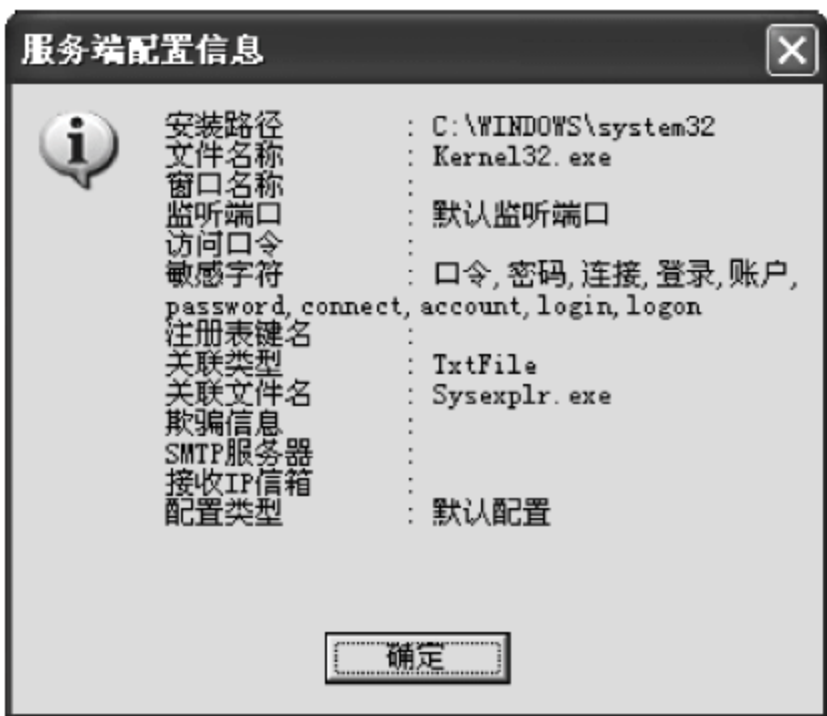 服务端配置信息
安装路径 : C:\WINDOWS\system32
文件名称 : Kernel32.exe
窗口名称 :
监听端口 : 默认监听端口
访问口令 :
敏感字符 : 口令,密码,连接,登录,账户,
password,connect,account,login,logon
注册表键名 :
关联类型 : TxtFile
关联文件名 : Sysexplr.exe
欺骗信息 :
SMTP服务器 :
接收IP信箱 :
配置类型 : 默认配置
确定